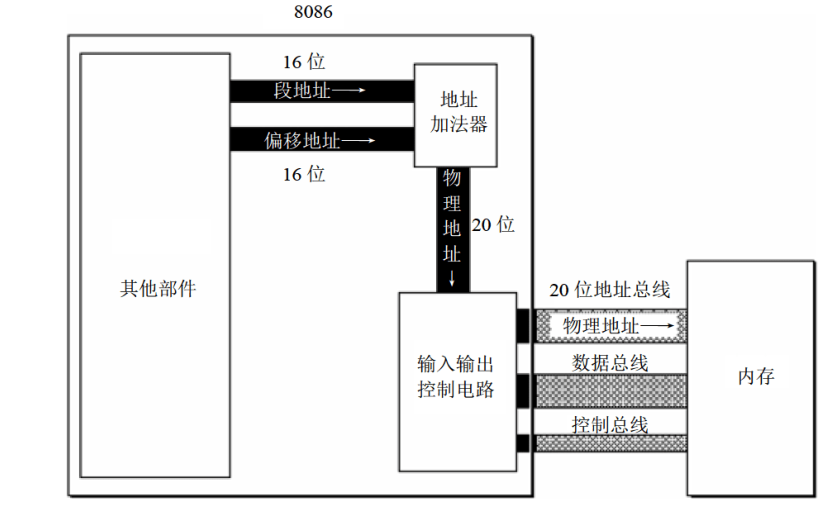 8086
16 位
段地址→
偏移地址→
16 位
地址
加法器
物
理
地
址
↓
20 位
其他部件
输入输出
控制电路
20 位地址总线
物理地址→
数据总线
控制总线
内存